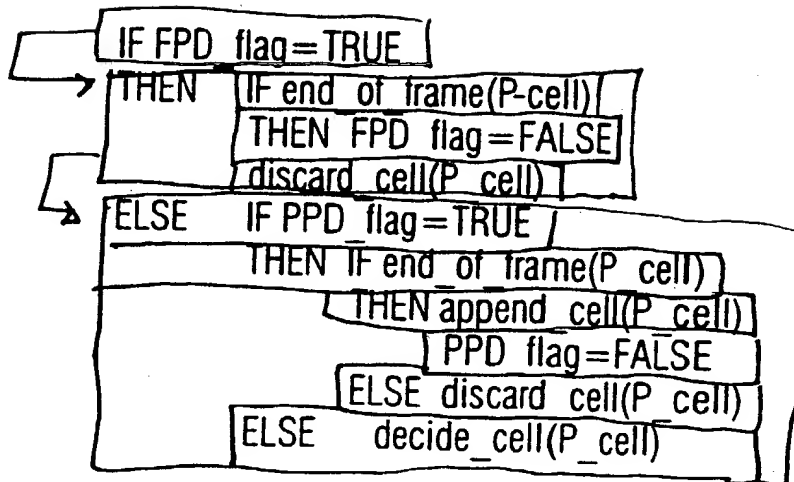 IF FPD_flag=TRUE
THEN IF end_of_frame(P-cell)
THEN FPD_flag=FALSE
discard_cell(P_cell)
ELSE IF PPD_flag=TRUE
THEN IF end_of_frame(P_cell)
THEN append_cell(P_cell)
PPD_flag=FALSE
ELSE discard_cell(P_cell)
ELSE decide_cell(P_cell)